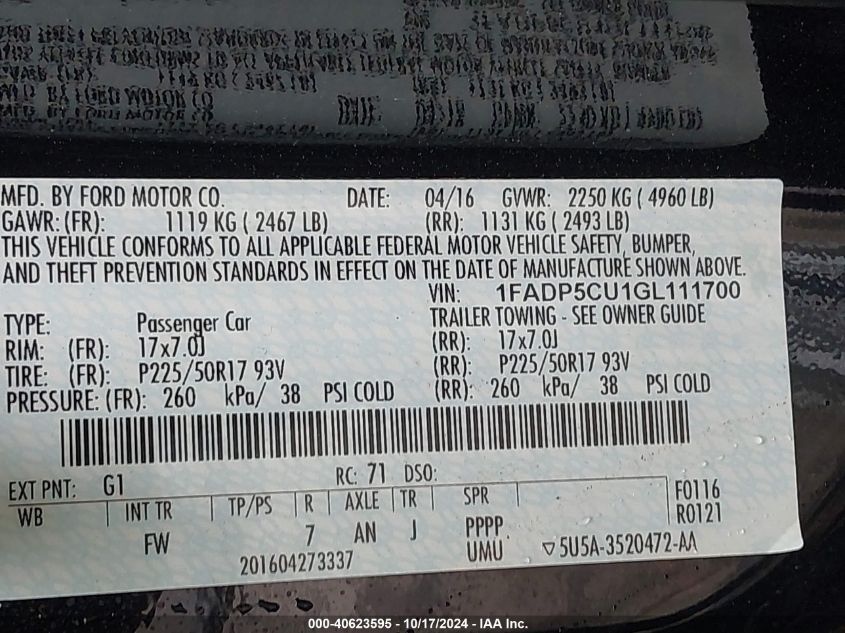 MFD. BY FORD MOTOR CO. DATE: 04/16 GVWR: 2250 KG ( 4960 LB)
GAWR: (FR): 1119 KG ( 2467 LB) (RR): 1131 KG ( 2493 LB)
THIS VEHICLE CONFORMS TO ALL APPLICABLE FEDERAL MOTOR VEHICLE SAFETY, BUMPER,
AND THEFT PREVENTION STANDARDS IN EFFECT ON THE DATE OF MANUFACTURE SHOWN ABOVE.
VIN: 1FADP5CU1GL111700
TYPE: Passenger Car TRAILER TOWING - SEE OWNER GUIDE
RIM: (FR): 17x7.0J (RR): 17x7.0J
TIRE: (FR): P225/50R17 93V (RR): P225/50R17 93V
PRESSURE: (FR): 260 kPa/ 38 PSI COLD (RR): 260 kPa/ 38 PSI COLD
EXT PNT: G1 RC: 71 DSO:
WB INT TR TP/PS R AXLE TR SPR F0116
FW 7 AN J PPPP R0121
201604273337 UMU ▽5U5A-3520472-AA
000-40623595 - 10/17/2024 - IAA Inc.